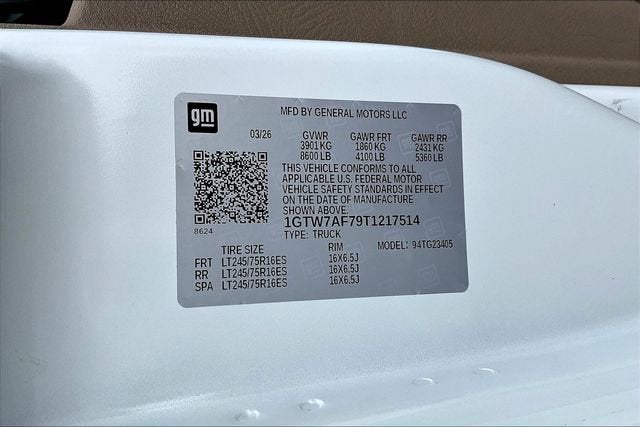 gm
MFD BY GENERAL MOTORS LLC
03/26 GVWR GAWR FRT GAWR RR
3901 KG 1860 KG 2431 KG
8600 LB 4100 LB 5360 LB
THIS VEHICLE CONFORMS TO ALL
APPLICABLE U.S. FEDERAL MOTOR
VEHICLE SAFETY STANDARDS IN EFFECT
ON THE DATE OF MANUFACTURE
SHOWN ABOVE.
8624
1GTW7AF79T1217514
TYPE: TRUCK MODEL: 94TG23405
TIRE SIZE RIM
FRT LT245/75R16ES 16X6.5J
RR LT245/75R16ES 16X6.5J
SPA LT245/75R16ES 16X6.5J